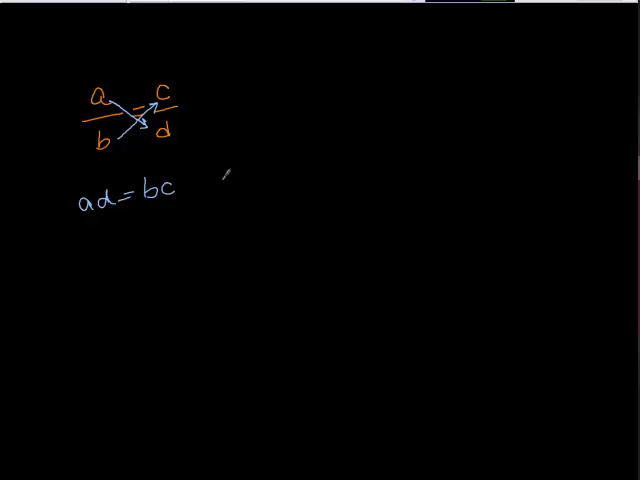 a/b = c/d
ad = bc